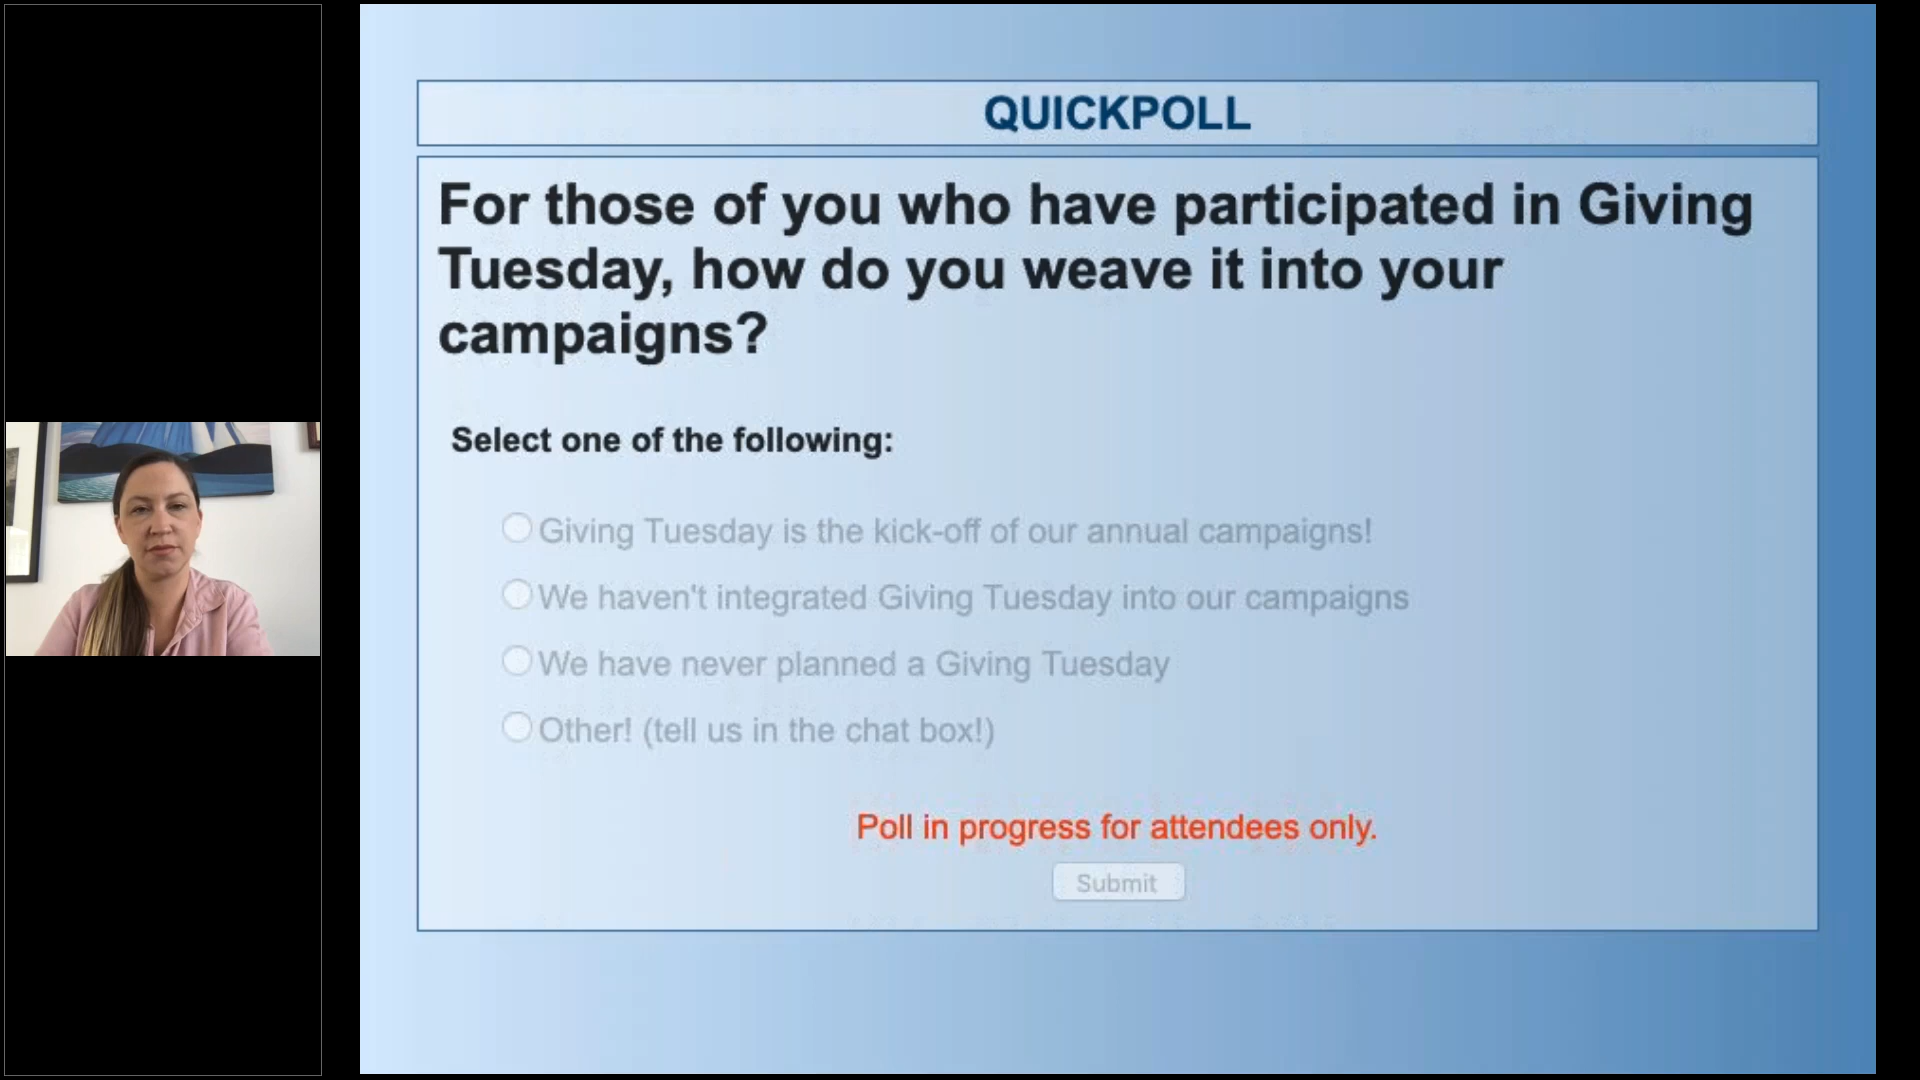 QUICKPOLL
For those of you who have participated in Giving
Tuesday, how do you weave it into your
campaigns?
Select one of the following:
Giving Tuesday is the kick-off of our annual campaigns!
We haven't integrated Giving Tuesday into our campaigns
We have never planned a Giving Tuesday
Other! (tell us in the chat box!)
Poll in progress for attendees only.
Submit